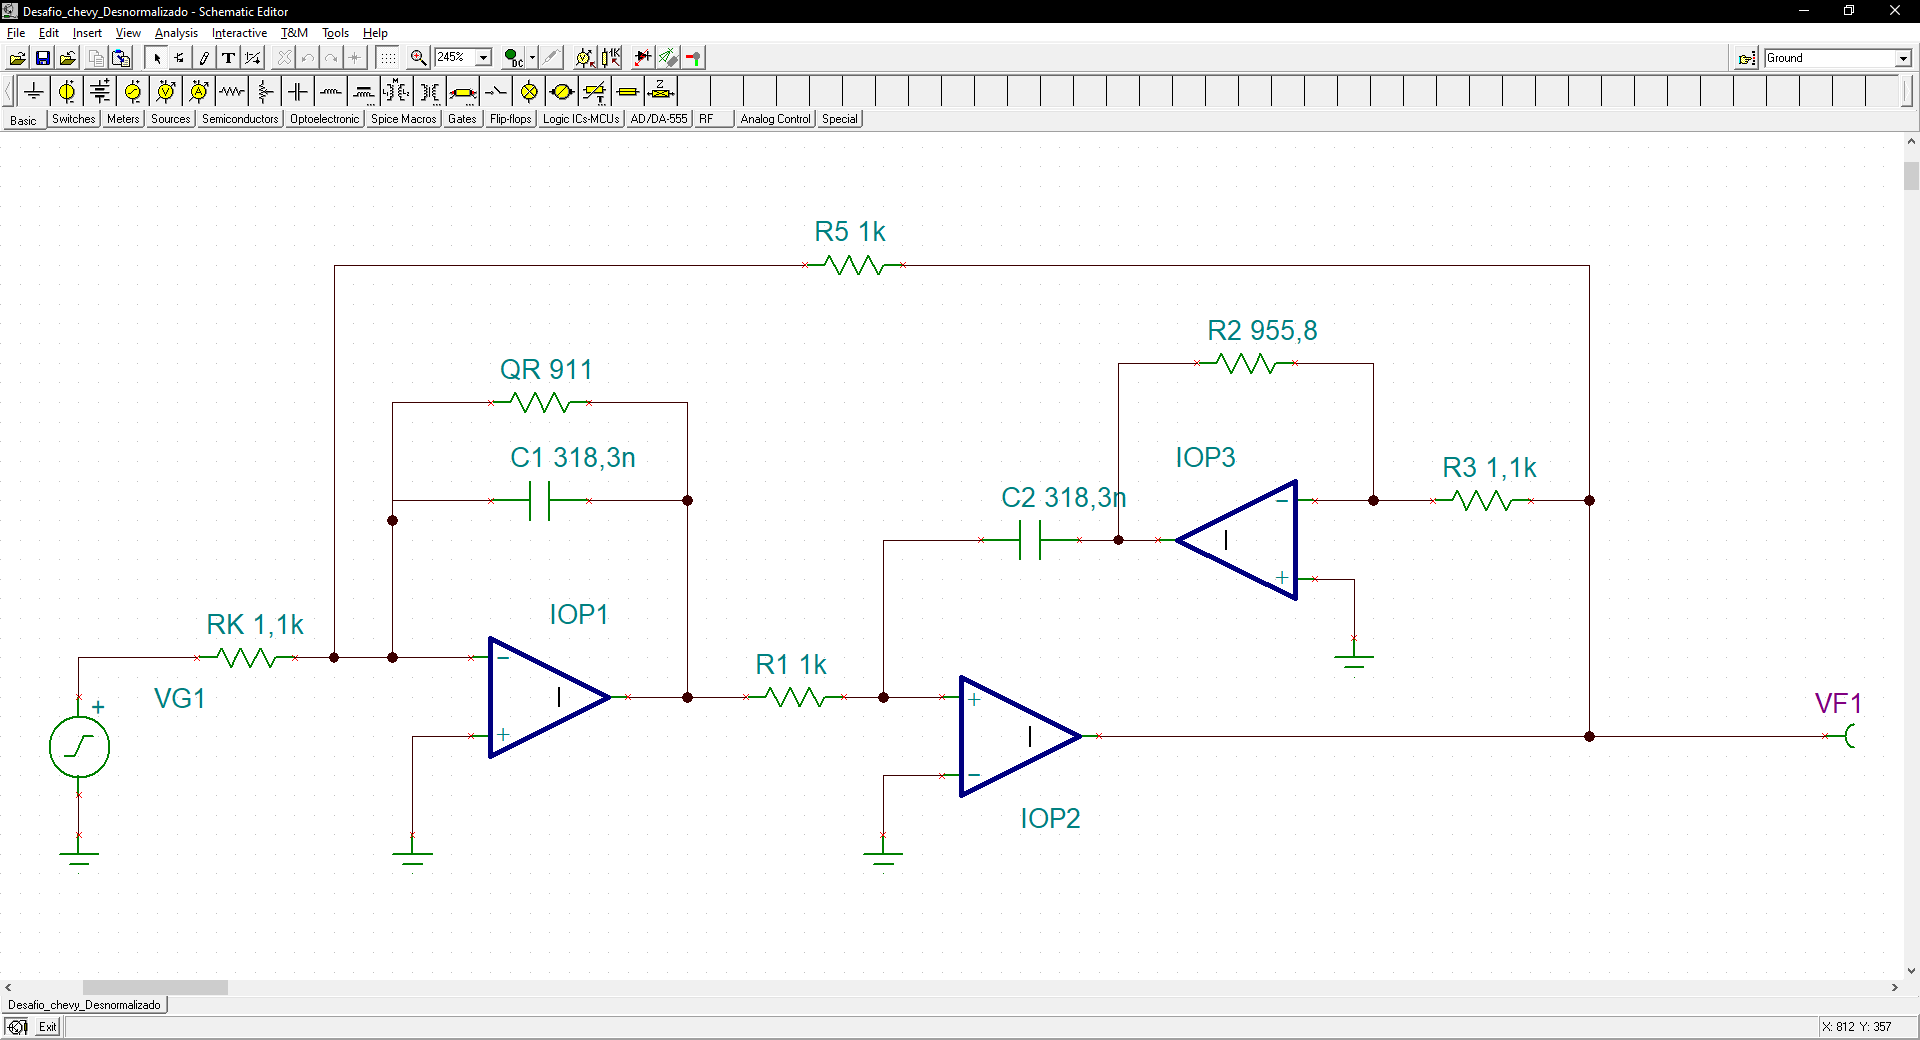 Desafio_chevy_Desnormalizado - Schematic Editor
File Edit Insert View Analysis Interactive T&M Tools Help
T 245% DC 1K Ground
M Z
Basic Switches Meters Sources Semiconductors Optoelectronic Spice Macros Gates Flip-flops Logic ICs-MCUs AD/DA-555 RF Analog Control Special
R5 1k
R2 955,8
QR 911
C1 318,3n
IOP3
R3 1,1k
C2 318,3n
I
IOP1
RK 1,1k
R1 1k
VG1
I
VF1
I
IOP2
Desafio_chevy_Desnormalizado
Exit
X: 812 Y: 357